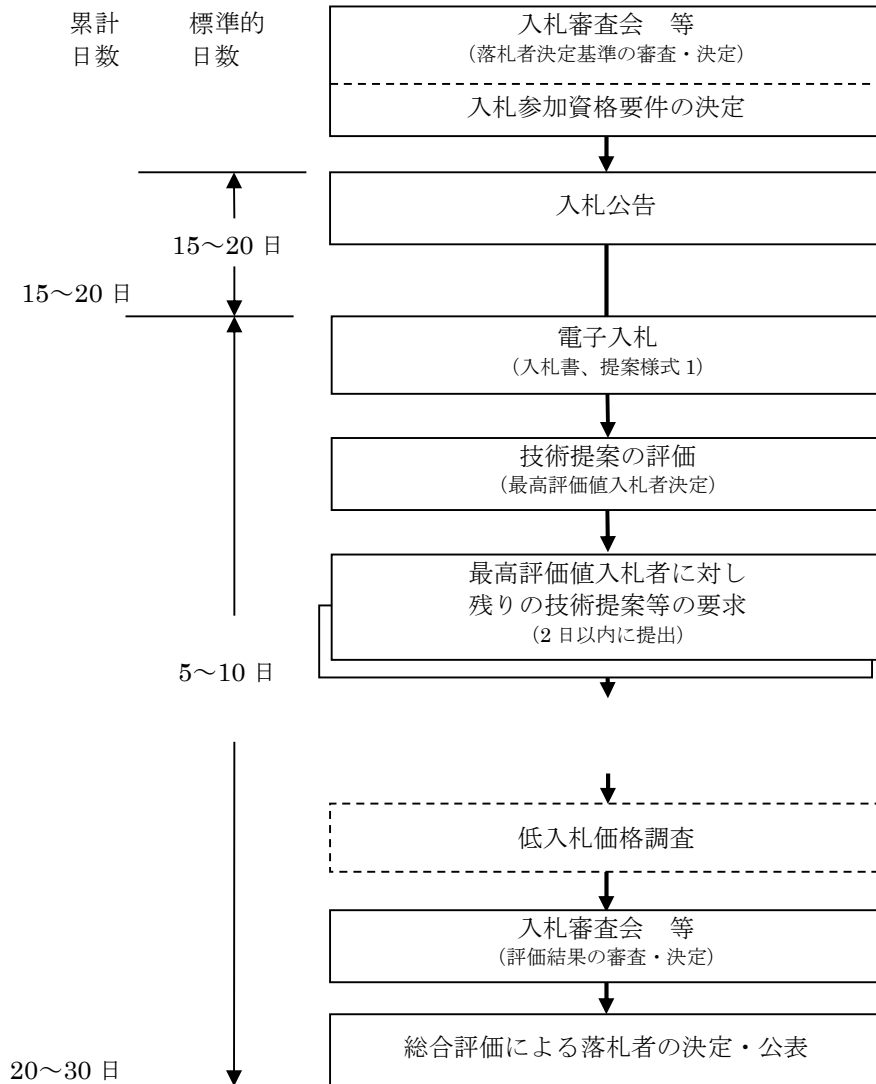 累計 標準的
日数 日数
入札審査会 等
(落札者決定基準の審査・決定)
入札参加資格要件の決定
入札公告
15~20 日
15~20 日
電子入札
(入札書、提案様式 1)
技術提案の評価
(最高評価値入札者決定)
最高評価値入札者に対し
残りの技術提案等の要求
(2 日以内に提出)
5~10 日
低入札価格調査
入札審査会 等
(評価結果の審査・決定)
総合評価による落札者の決定・公表
20~30 日